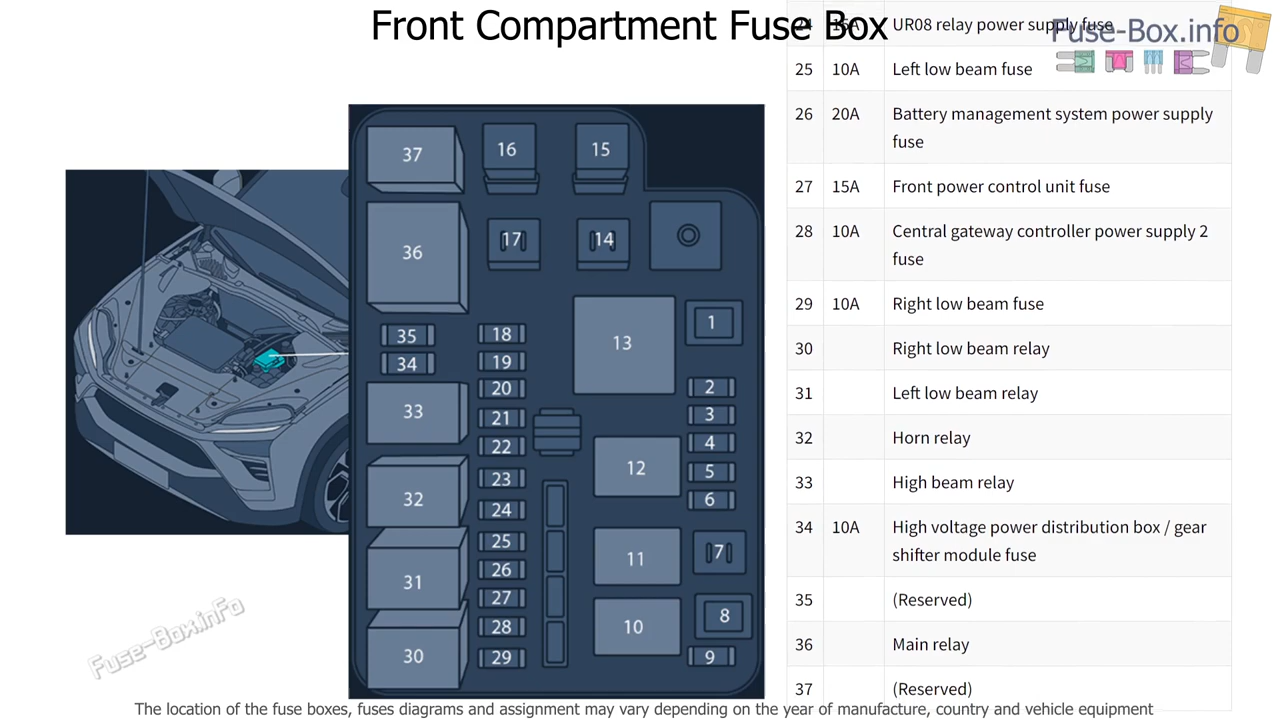 Front Compartment Fuse Box
Fuse-Box.info
24 15A UR08 relay power supply fuse
25 10A Left low beam fuse
26 20A Battery management system power supply
fuse
27 15A Front power control unit fuse
28 10A Central gateway controller power supply 2
fuse
29 10A Right low beam fuse
30 Right low beam relay
31 Left low beam relay
32 Horn relay
33 High beam relay
34 10A High voltage power distribution box / gear
shifter module fuse
35 (Reserved)
36 Main relay
37 (Reserved)
37 16 15
36 17 14
13 1
35 18
34 19
20 2
33 21 3
22 4
12 5
23
32 24 6
25
11 7
31 26
27
10 8
28
30 29 9
Fuse-Box.info
The location of the fuse boxes, fuses diagrams and assignment may vary depending on the year of manufacture, country and vehicle equipment